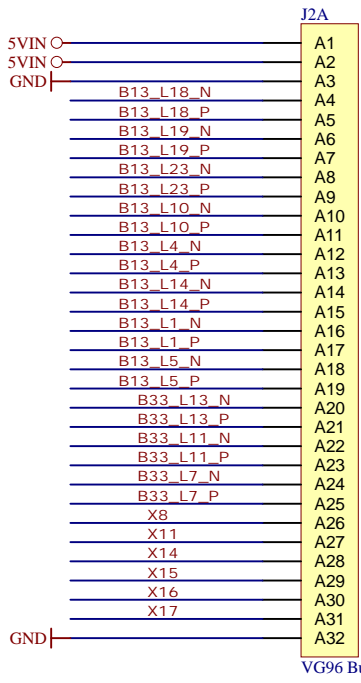 J2A
5VIN A1
5VIN A2
GND A3
B13_L18_N A4
B13_L18_P A5
B13_L19_N A6
B13_L19_P A7
B13_L23_N A8
B13_L23_P A9
B13_L10_N A10
B13_L10_P A11
B13_L4_N A12
B13_L4_P A13
B13_L14_N A14
B13_L14_P A15
B13_L1_N A16
B13_L1_P A17
B13_L5_N A18
B13_L5_P A19
B33_L13_N A20
B33_L13_P A21
B33_L11_N A22
B33_L11_P A23
B33_L7_N A24
B33_L7_P A25
X8 A26
X11 A27
X14 A28
X15 A29
X16 A30
X17 A31
GND A32
VG96 Bu